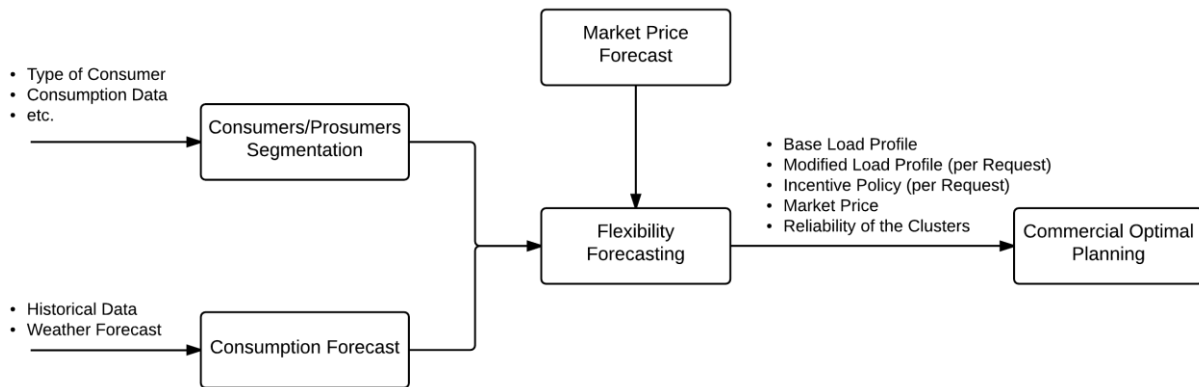 Market Price
Forecast
• Type of Consumer
• Consumption Data
• etc.
Consumers/Prosumers
Segmentation
• Base Load Profile
• Modified Load Profile (per Request)
• Incentive Policy (per Request)
• Market Price
• Reliability of the Clusters
Flexibility
Forecasting
Commercial Optimal
Planning
• Historical Data
• Weather Forecast
Consumption Forecast